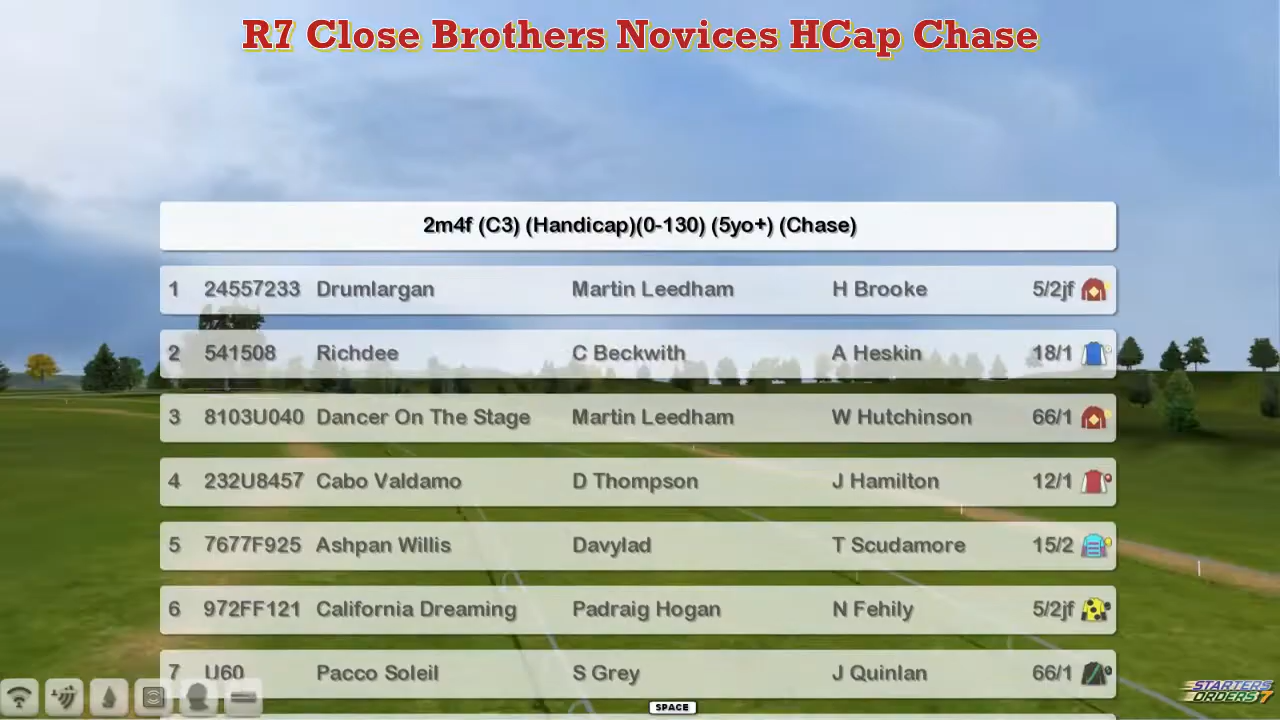 R7 Close Brothers Novices HCap Chase
2m4f (C3) (Handicap)(0-130) (5yo+) (Chase)
1 24557233 Drumlargan Martin Leedham H Brooke 5/2jf
2 541508 Richdee C Beckwith A Heskin 18/1
3 8103U040 Dancer On The Stage Martin Leedham W Hutchinson 66/1
4 232U8457 Cabo Valdamo D Thompson J Hamilton 12/1
5 7677F925 Ashpan Willis Davylad T Scudamore 15/2
6 972FF121 California Dreaming Padraig Hogan N Fehily 5/2jf
7 U60 Pacco Soleil S Grey J Quinlan 66/1
SPACE
STARTERS
ORDERS 7